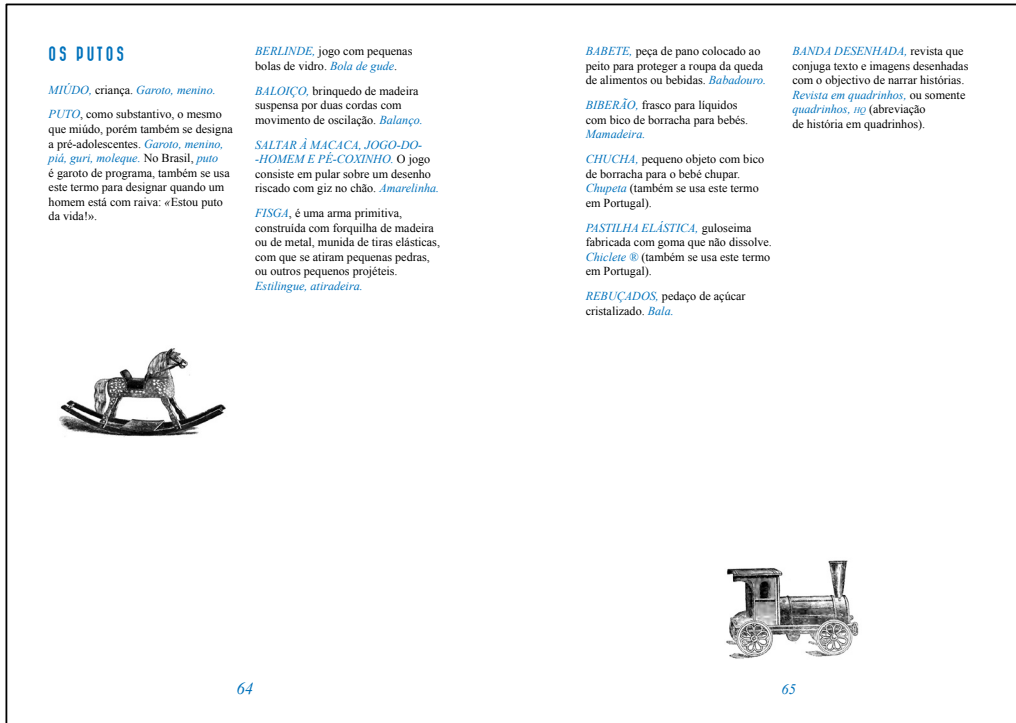 OS PUTOS
MIÚDO, criança. Garoto, menino.
PUTO, como substantivo, o mesmo
que miúdo, porém também se designa
a pré-adolescentes. Garoto, menino,
piá, guri, moleque. No Brasil, puto
é garoto de programa, também se usa
este termo para designar quando um
homem está com raiva: «Estou puto
da vida!».
BERLINDE, jogo com pequenas
bolas de vidro. Bola de gude.
BALOIÇO, brinquedo de madeira
suspensa por duas cordas com
movimento de oscilação. Balanço.
SALTAR À MACACA, JOGO-DO-
-HOMEM E PÉ-COXINHO. O jogo
consiste em pular sobre um desenho
riscado com giz no chão. Amarelinha.
FISGA, é uma arma primitiva,
construída com forquilha de madeira
ou de metal, munida de tiras elásticas,
com que se atiram pequenas pedras,
ou outros pequenos projéteis.
Estilingue, atiradeira.
64
BABETE, peça de pano colocado ao
peito para proteger a roupa da queda
de alimentos ou bebidas. Babadouro.
BIBERÃO, frasco para líquidos
com bico de borracha para bebés.
Mamadeira.
CHUCHA, pequeno objeto com bico
de borracha para o bebé chupar.
Chupeta (também se usa este termo
em Portugal).
PASTILHA ELÁSTICA, guloseima
fabricada com goma que não dissolve.
Chiclete ® (também se usa este termo
em Portugal).
REBUÇADOS, pedaço de açúcar
cristalizado. Bala.
BANDA DESENHADA, revista que
conjuga texto e imagens desenhadas
com o objectivo de narrar histórias.
Revista em quadrinhos, ou somente
quadrinhos, HQ (abreviação
de história em quadrinhos).
65